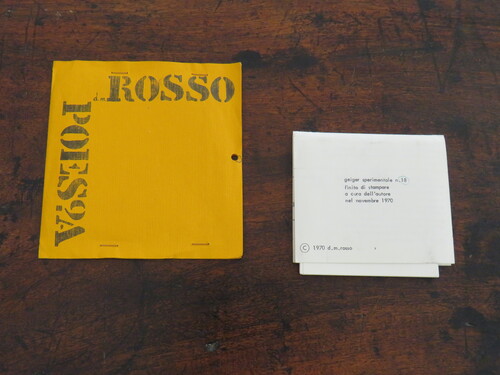 d.m. ROSSO
POESIA
geiger sperimentale n.18
finito di stampare
a cura dell'autore
nel novembre 1970
© 1970 d.m.rosso